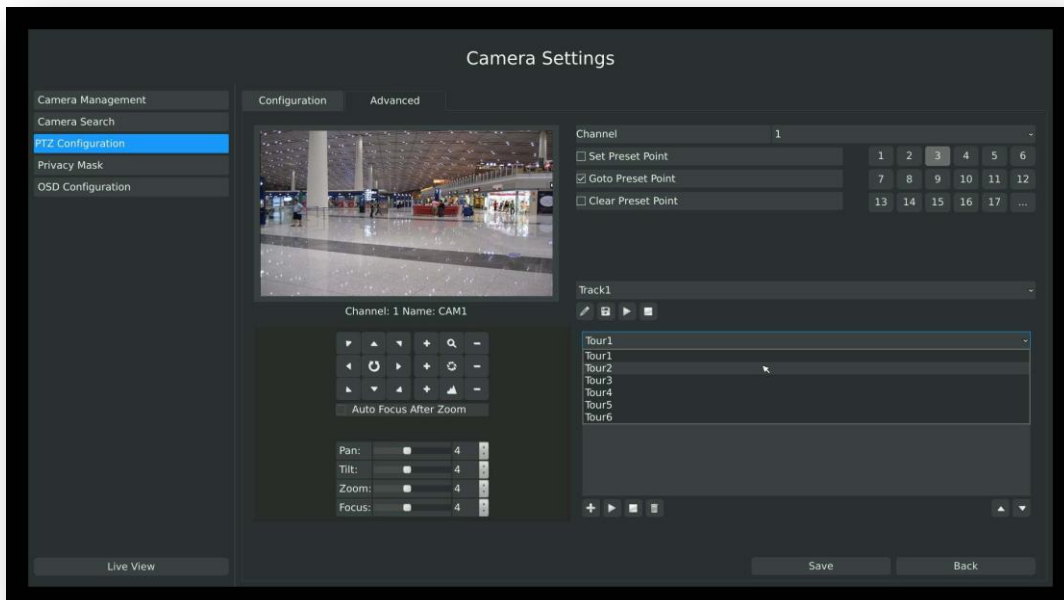 Camera Settings
Camera Management
Camera Search
PTZ Configuration
Privacy Mask
OSD Configuration
Live View
Configuration
Advanced
Channel: 1 Name: CAM1
Auto Focus After Zoom
Pan: 4
Tilt: 4
Zoom: 4
Focus: 4
Channel 1
Set Preset Point
Goto Preset Point
Clear Preset Point
1 2 3 4 5 6
7 8 9 10 11 12
13 14 15 16 17 ...
Track1
Tour1
Tour1
Tour2
Tour3
Tour4
Tour5
Tour6
Save
Back